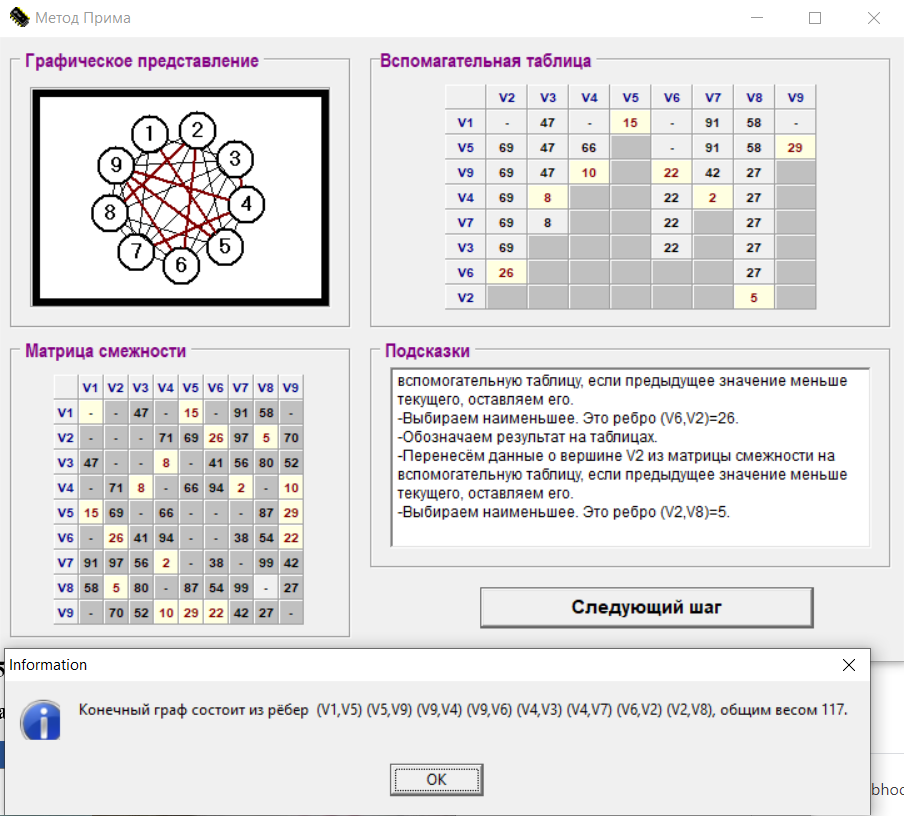 Метод Прима
Графическое представление
1
2
3
4
5
6
7
8
9
Вспомагательная таблица
V2 V3 V4 V5 V6 V7 V8 V9
V1 - 47 - 15 - 91 58 -
V5 69 47 66 - 91 58 29
V9 69 47 10 22 42 27
V4 69 8 22 2 27
V7 69 8 22 27
V3 69 22 27
V6 26 27
V2 5
Матрица смежности
V1 V2 V3 V4 V5 V6 V7 V8 V9
V1 - - 47 - 15 - 91 58 -
V2 - - - 71 69 26 97 5 70
V3 47 - - 8 - 41 56 80 52
V4 - 71 8 - 66 94 2 - 10
V5 15 69 - 66 - - - 87 29
V6 - 26 41 94 - - 38 54 22
V7 91 97 56 2 - 38 - 99 42
V8 58 5 80 - 87 54 99 - 27
V9 - 70 52 10 29 22 42 27 -
Подсказки
вспомогательную таблицу, если предыдущее значение меньше
текущего, оставляем его.
-Выбираем наименьшее. Это ребро (V6,V2)=26.
-Обозначаем результат на таблицах.
-Перенесём данные о вершине V2 из матрицы смежности на
вспомогательную таблицу, если предыдущее значение меньше
текущего, оставляем его.
-Выбираем наименьшее. Это ребро (V2,V8)=5.
Следующий шаг
Information
Конечный граф состоит из рёбер (V1,V5) (V5,V9) (V9,V4) (V9,V6) (V4,V3) (V4,V7) (V6,V2) (V2,V8), общим весом 117.
OK